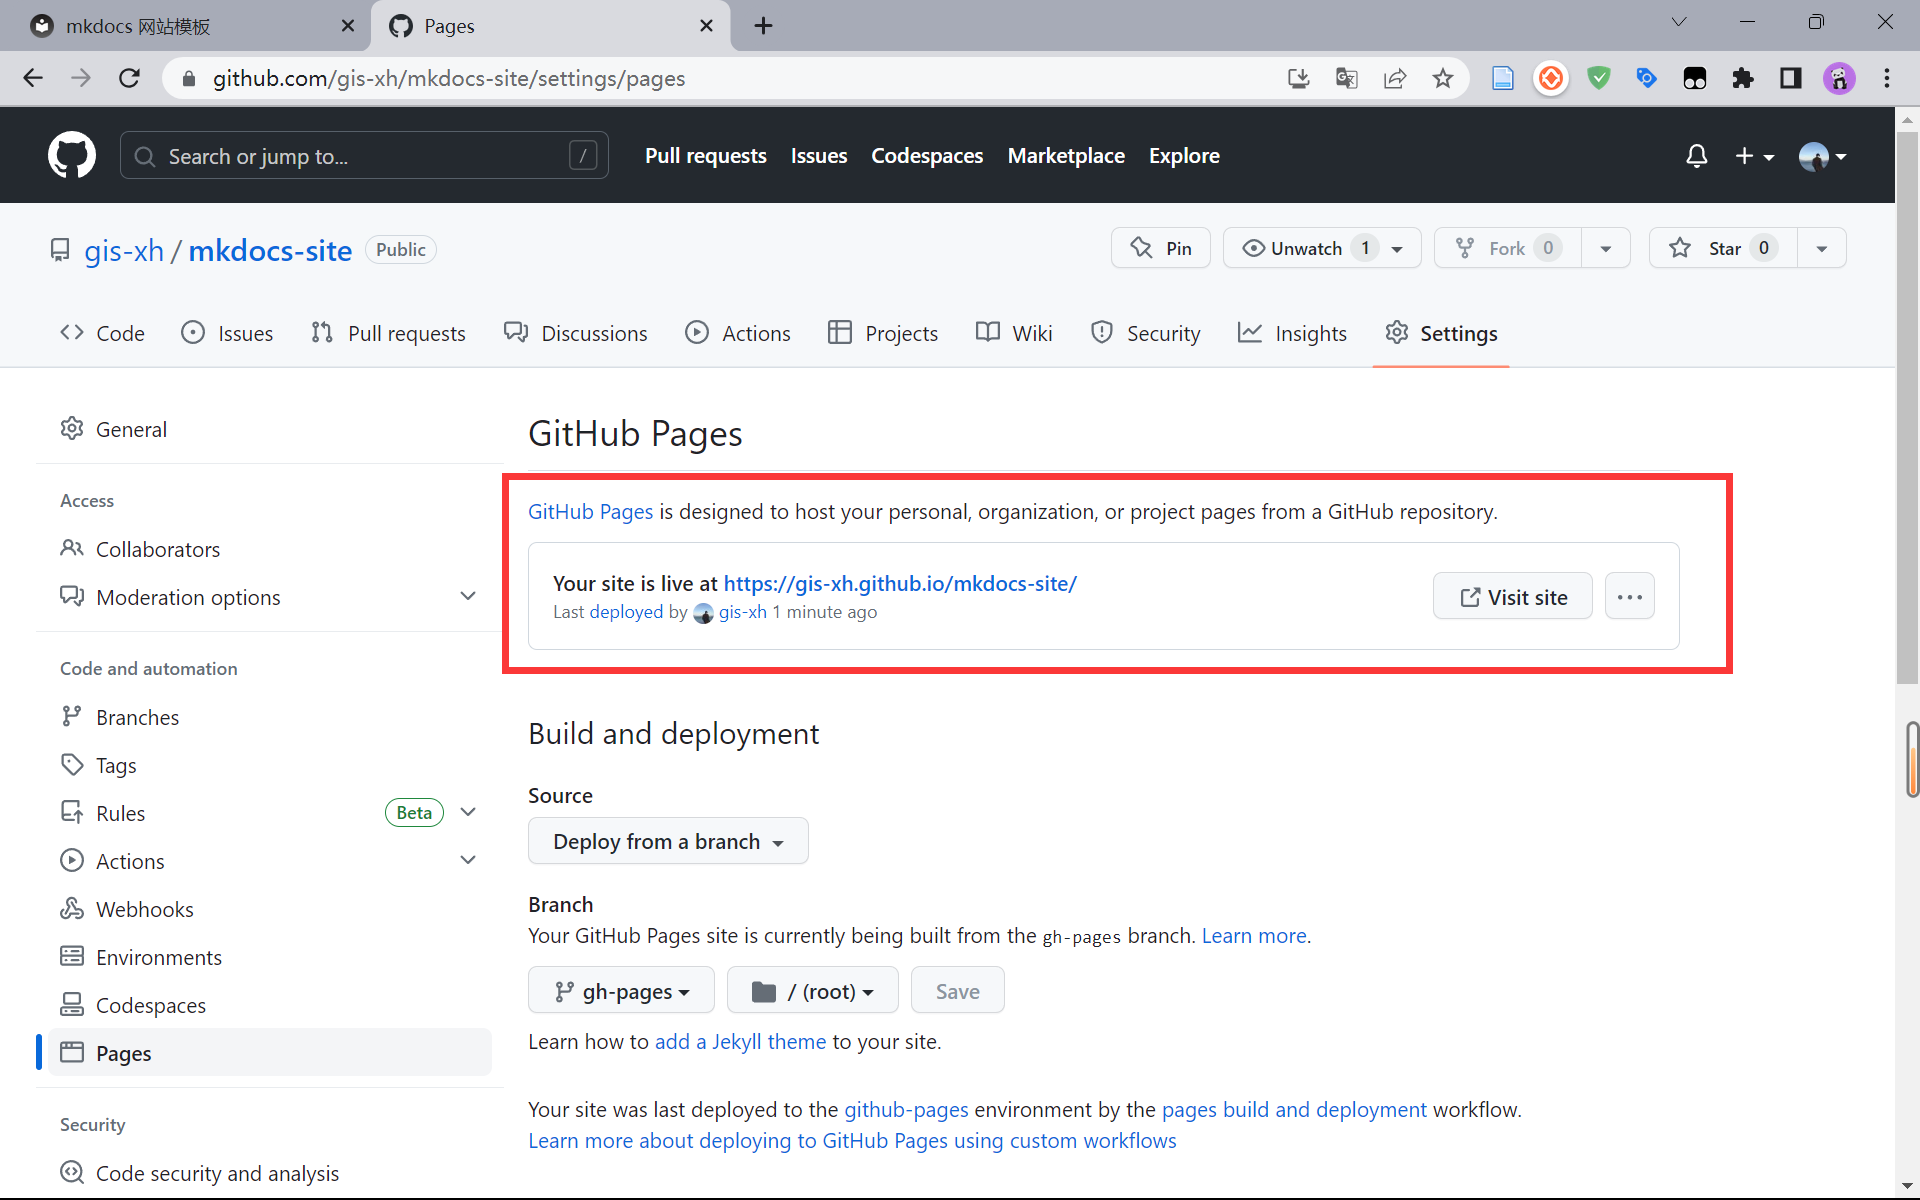 mkdocs 网站模板
Pages
github.com/gis-xh/mkdocs-site/settings/pages
Search or jump to...
/
Pull requests
Issues
Codespaces
Marketplace
Explore
gis-xh / mkdocs-site
Public
Pin
Unwatch 1
Fork 0
Star 0
Code
Issues
Pull requests
Discussions
Actions
Projects
Wiki
Security
Insights
Settings
General
Access
Collaborators
Moderation options
Code and automation
Branches
Tags
Rules
Beta
Actions
Webhooks
Environments
Codespaces
Pages
Security
Code security and analysis
GitHub Pages
GitHub Pages is designed to host your personal, organization, or project pages from a GitHub repository.
Your site is live at https://gis-xh.github.io/mkdocs-site/
Last deployed by gis-xh 1 minute ago
Visit site
Build and deployment
Source
Deploy from a branch
Branch
Your GitHub Pages site is currently being built from the gh-pages branch. Learn more.
gh-pages
/ (root)
Save
Learn how to add a Jekyll theme to your site.
Your site was last deployed to the github-pages environment by the pages build and deployment workflow.
Learn more about deploying to GitHub Pages using custom workflows